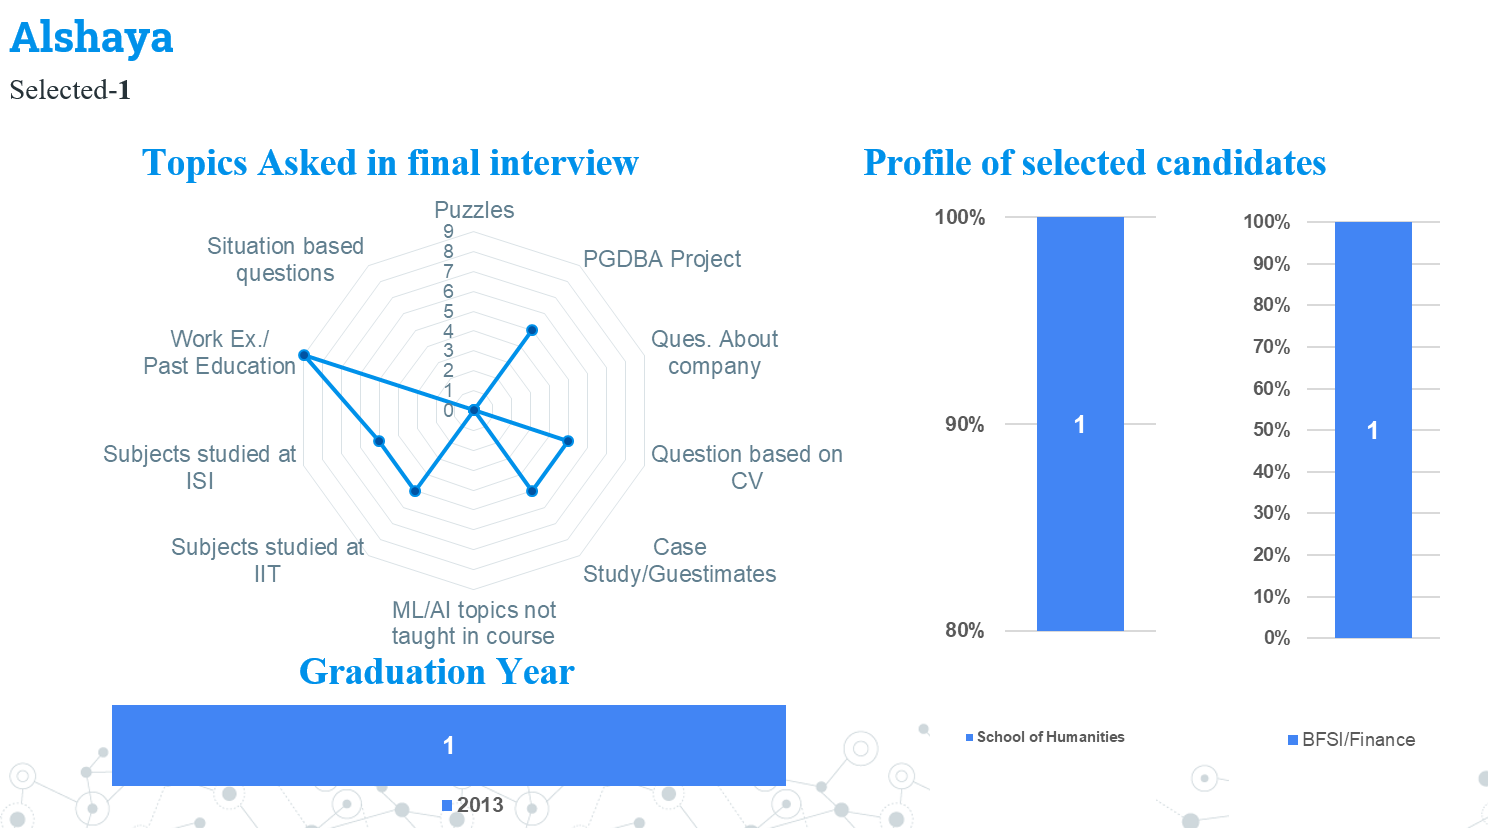 Alshaya
Selected-1
Topics Asked in final interview
Puzzles
9
8
7
6
5
4
3
2
1
0
PGDBA Project
Ques. About
company
Question based on
CV
Case
Study/Guestimates
ML/AI topics not
taught in course
Subjects studied at
IIT
Subjects studied at
ISI
Work Ex./
Past Education
Situation based
questions
Graduation Year
1
2013
Profile of selected candidates
100%
90%
80%
1
School of Humanities
100%
90%
80%
70%
60%
50%
40%
30%
20%
10%
0%
1
BFSI/Finance